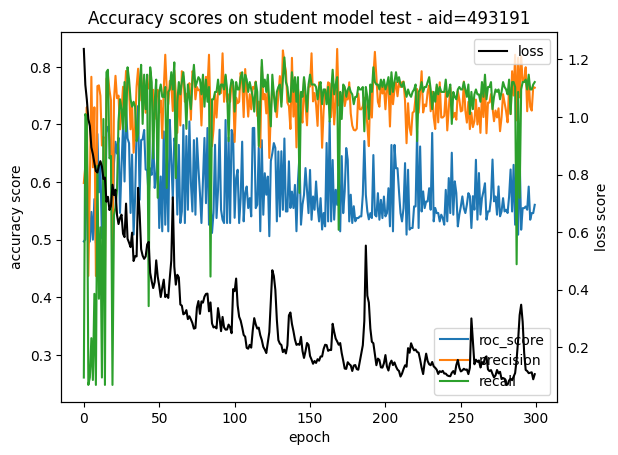 Accuracy scores on student model test - aid=493191
accuracy score
0.8
0.7
0.6
0.5
0.4
0.3
loss
1.2
1.0
0.8
0.6
0.4
0.2
loss score
roc_score
precision
recall
0
50
100
150
200
250
300
epoch